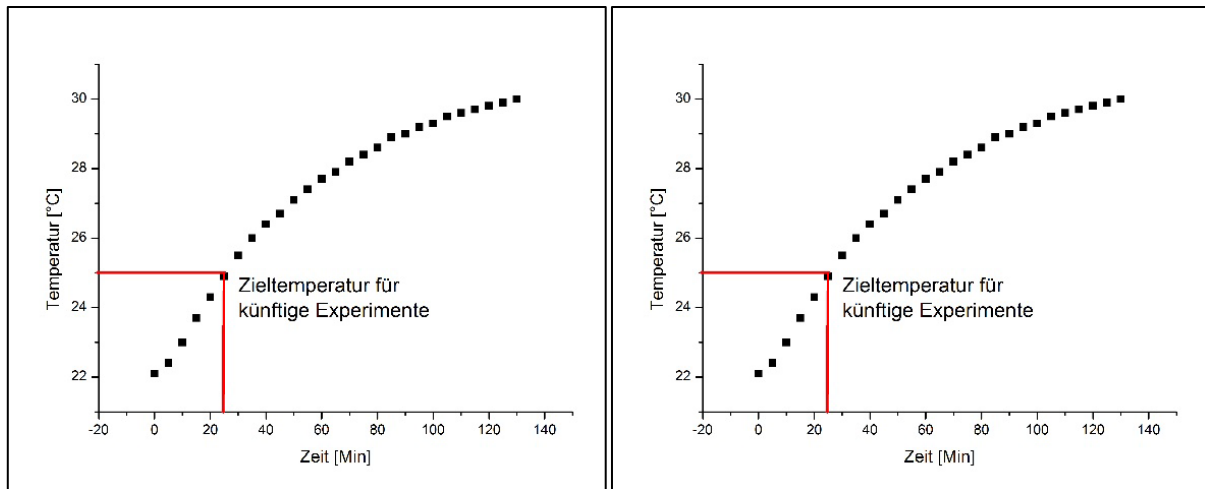 30
28
26
24
22
Temperatur [°C]
Zieltemperatur für
künftige Experimente
-20 0 20 40 60 80 100 120 140
Zeit [Min]
30
28
26
24
22
Temperatur [°C]
Zieltemperatur für
künftige Experimente
-20 0 20 40 60 80 100 120 140
Zeit [Min]